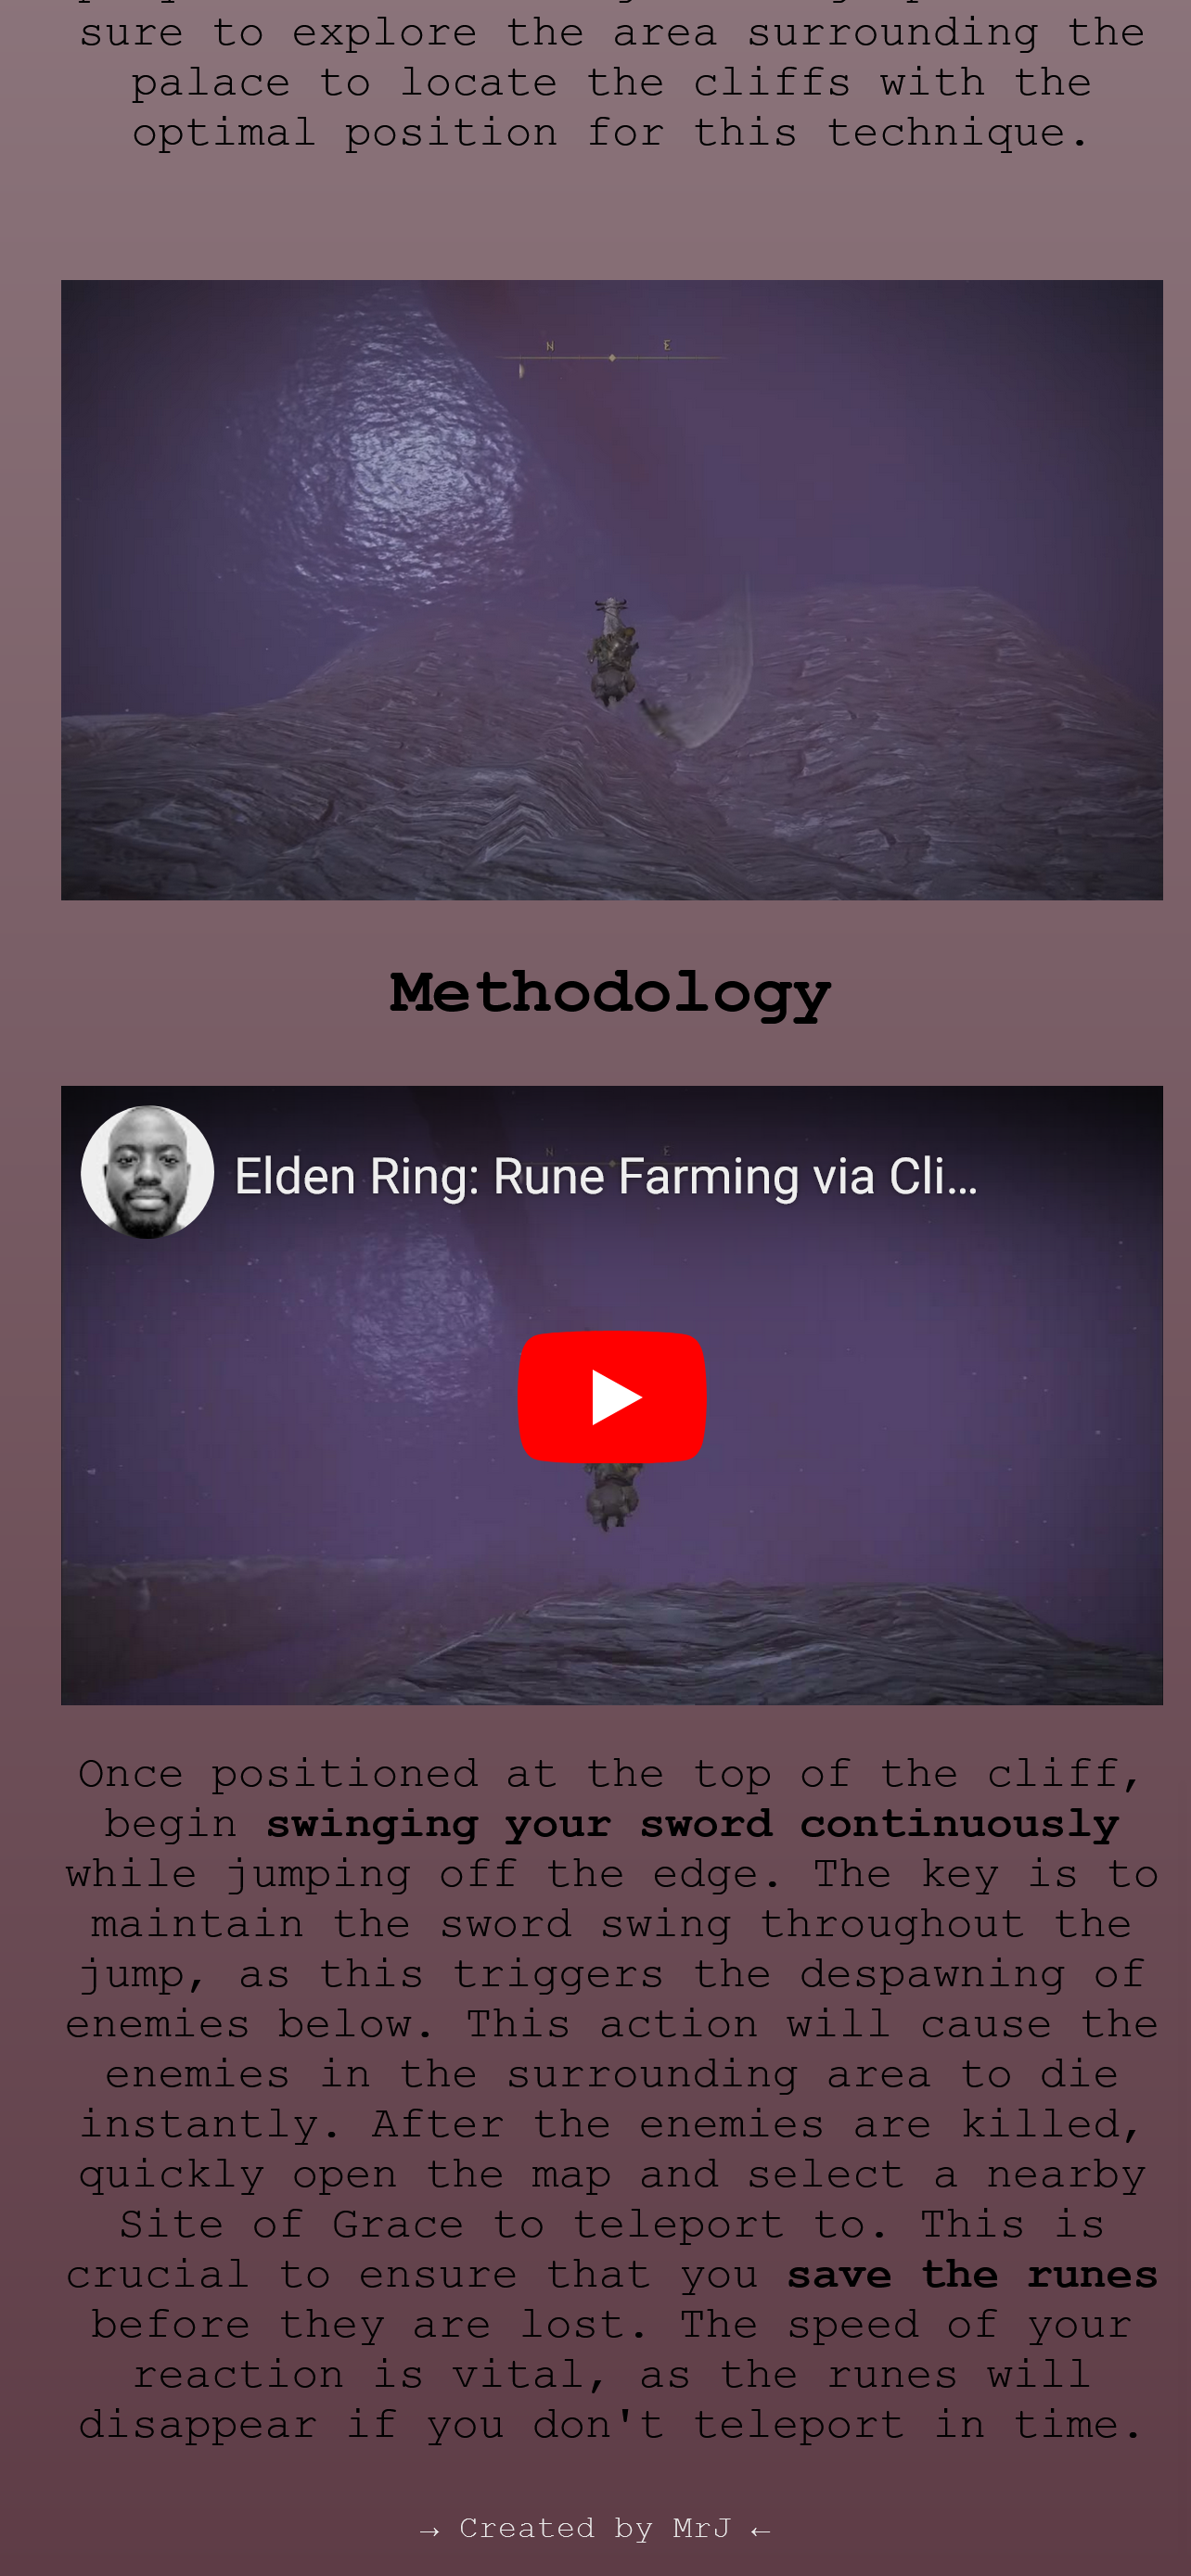 sure to explore the area surrounding the
palace to locate the cliffs with the
optimal position for this technique.
N E
Methodology
N E
Elden Ring: Rune Farming via Cli...
Once positioned at the top of the cliff,
begin swinging your sword continuously
while jumping off the edge. The key is to
maintain the sword swing throughout the
jump, as this triggers the despawning of
enemies below. This action will cause the
enemies in the surrounding area to die
instantly. After the enemies are killed,
quickly open the map and select a nearby
Site of Grace to teleport to. This is
crucial to ensure that you save the runes
before they are lost. The speed of your
reaction is vital, as the runes will
disappear if you don't teleport in time.
→ Created by MrJ ←